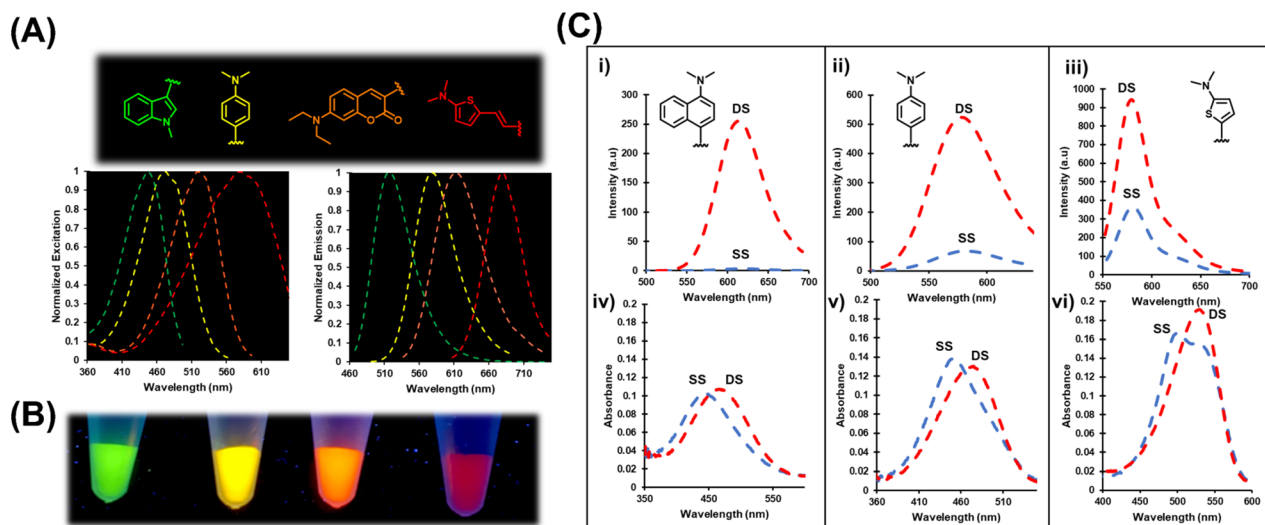 (A)
N
N
N
O
O
N
S
Normalized Excitation
1
0.9
0.8
0.7
0.6
0.5
0.4
0.3
0.2
0.1
0
360 410 460 510 560 610
Wavelength (nm)
Normalized Emission
1
0.9
0.8
0.7
0.6
0.5
0.4
0.3
0.2
0.1
0
460 510 560 610 660 710
Wavelength (nm)
(B)
(C)
i)
N
DS
SS
Intensity (a.u)
300
250
200
150
100
50
0
500 550 600 650 700
Wavelength (nm)
ii)
N
DS
SS
Intensity (a.u)
600
500
400
300
200
100
0
500 550 600
Wavelength (nm)
iii)
N
S
DS
SS
Intensity (a.u)
1000
900
800
700
600
500
400
300
200
100
0
550 600 650 700
Wavelength (nm)
iv)
SS DS
Absorbance
0.2
0.18
0.16
0.14
0.12
0.1
0.08
0.06
0.04
0.02
0
350 450 550
Wavelength (nm)
v)
SS DS
Absorbance
0.2
0.18
0.16
0.14
0.12
0.1
0.08
0.06
0.04
0.02
0
360 460
Wavelength (nm)
vi)
SS DS
Absorbance
0.2
0.18
0.16
0.14
0.12
0.1
0.08
0.06
0.04
0.02
0
400 450 500 550 600
Wavelength (nm)